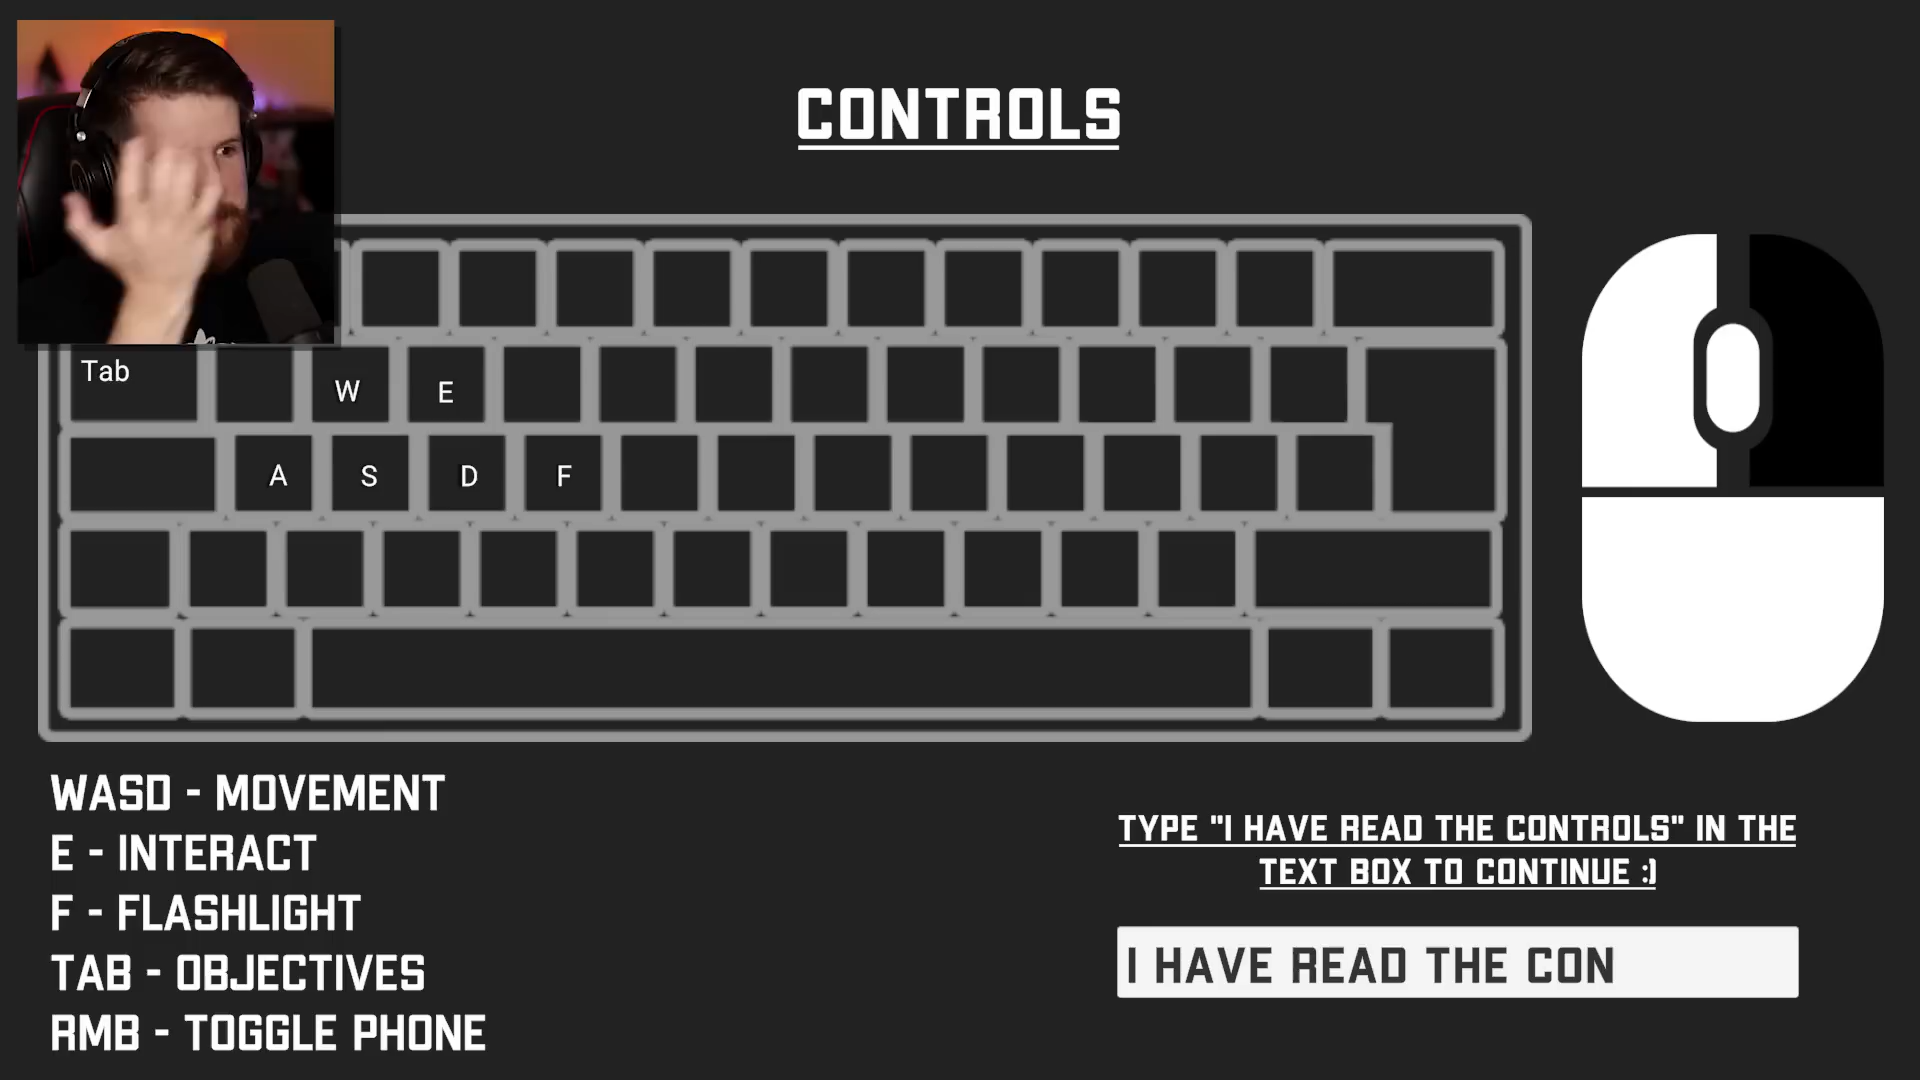 CONTROLS
Tab
W
E
A
S
D
F
WASD - MOVEMENT
E - INTERACT
F - FLASHLIGHT
TAB - OBJECTIVES
RMB - TOGGLE PHONE
TYPE "I HAVE READ THE CONTROLS" IN THE
TEXT BOX TO CONTINUE :)
I HAVE READ THE CON